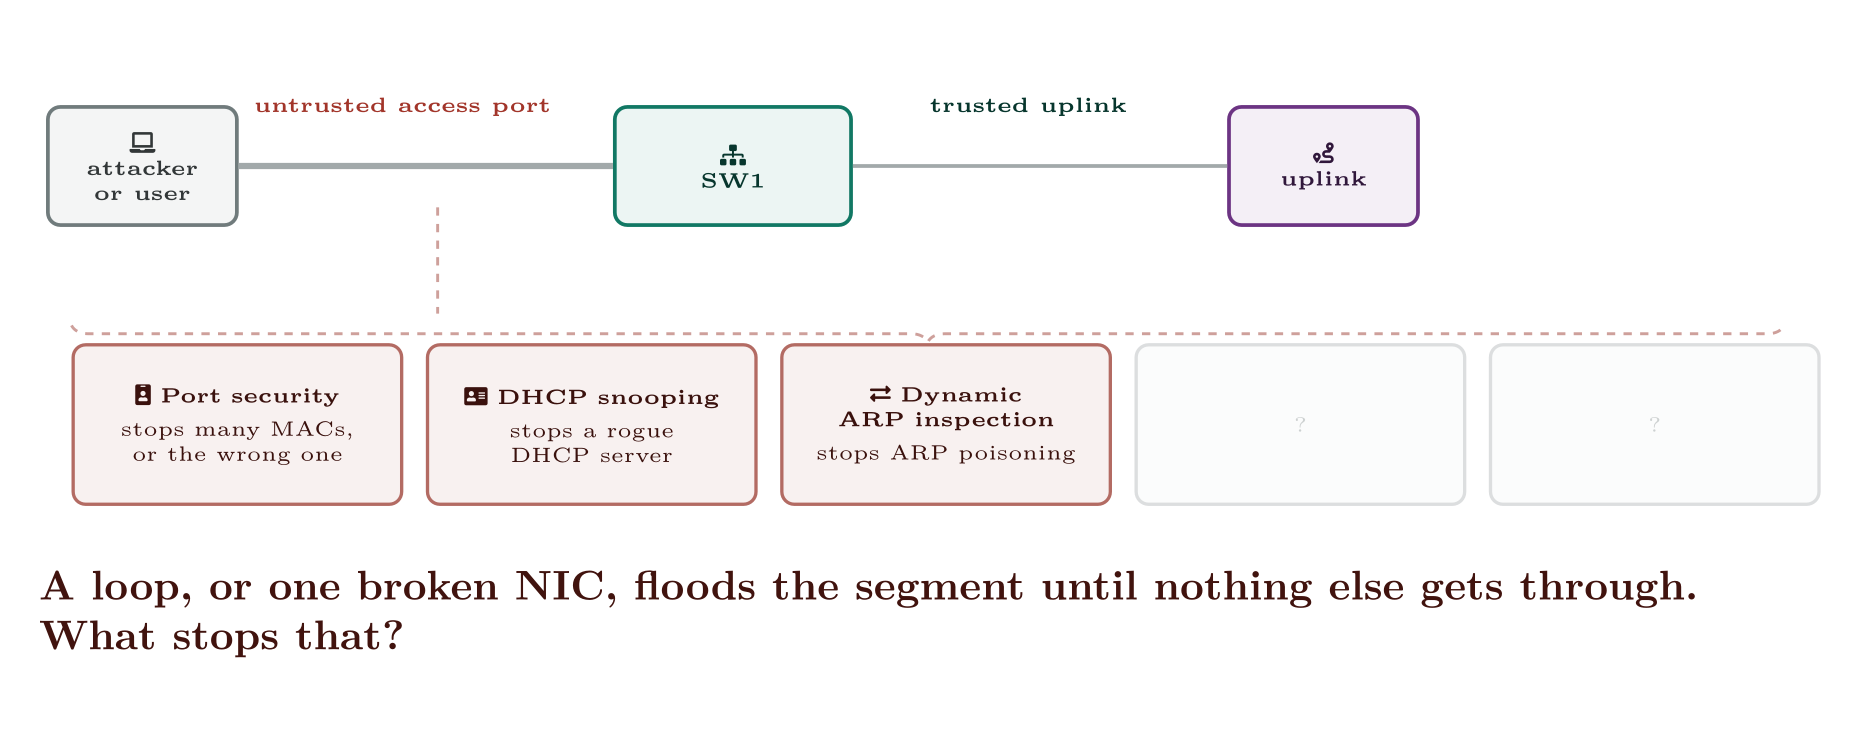 untrusted access port
trusted uplink
attacker
or user
SW1
uplink
Port security
stops many MACs,
or the wrong one
DHCP snooping
stops a rogue
DHCP server
Dynamic
ARP inspection
stops ARP poisoning
?
?
A loop, or one broken NIC, floods the segment until nothing else gets through.
What stops that?